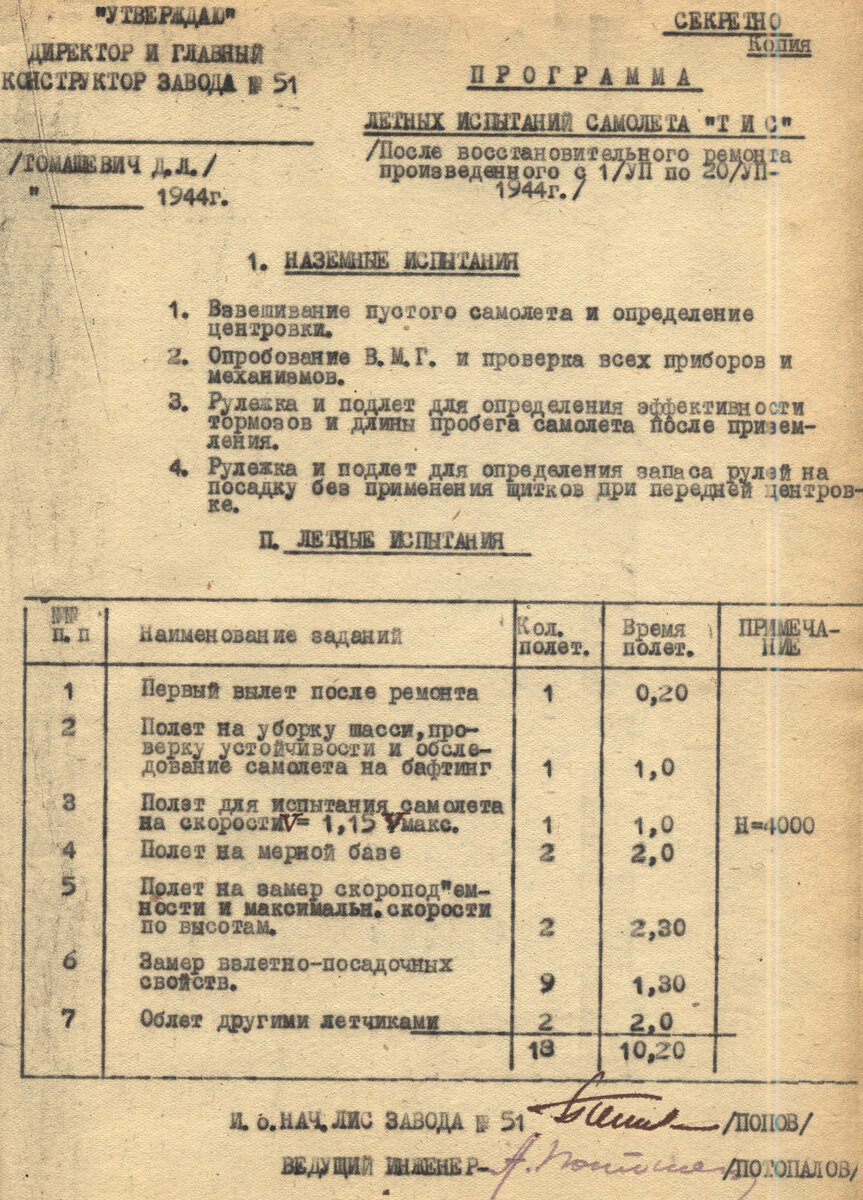 "УТВЕРЖДАЮ"
ДИРЕКТОР И ГЛАВНЫЙ
КОНСТРУКТОР ЗАВОДА № 51
/ТОМАШЕВИЧ Д.Л./
" 1944г.
СЕКРЕТНО
Копия
ПРОГРАММА
ЛЕТНЫХ ИСПЫТАНИЙ САМОЛЕТА "Т И С"
/После восстановительного ремонта
произведенного с 1/УП по 20/УП-
1944г./
1. НАЗЕМНЫЕ ИСПЫТАНИЯ
1. Взвешивание пустого самолета и определение
центровки.
2. Опробование В.М.Г. и проверка всех приборов и
механизмов.
3. Рулежка и подлет для определения эффективности
тормозов и длины пробега самолета после призем-
ления.
4. Рулежка и подлет для определения запаса рулей на
посадку без применения щитков при передней центров-
ке.
П. ЛЕТНЫЕ ИСПЫТАНИЯ
№№ п.п Наименование заданий Кол. полет. Время полет. ПРИМЕЧА-НИЕ
1 Первый вылет после ремонта 1 0,20
2 Полет на уборку шасси, про-
верку устойчивости и обсле-
дование самолета на бафтинг 1 1,0
3 Полет для испытания самолета
на скорости V= 1,15 Vмакс. 1 1,0 Н=4000
4 Полет на мерной базе 2 2,0
5 Полет на замер скоропод"ем-
ности и максимальн.скорости
по высотам. 2 2,30
6 Замер взлетно-посадочных
свойств. 9 1,30
7 Облет другими летчиками 2 2,0
18 10,20
И.о.НАЧ.ЛИС ЗАВОДА № 51 /ПОПОВ/
ВЕДУЩИЙ ИНЖЕНЕР- /ПОТОПАЛОВ/